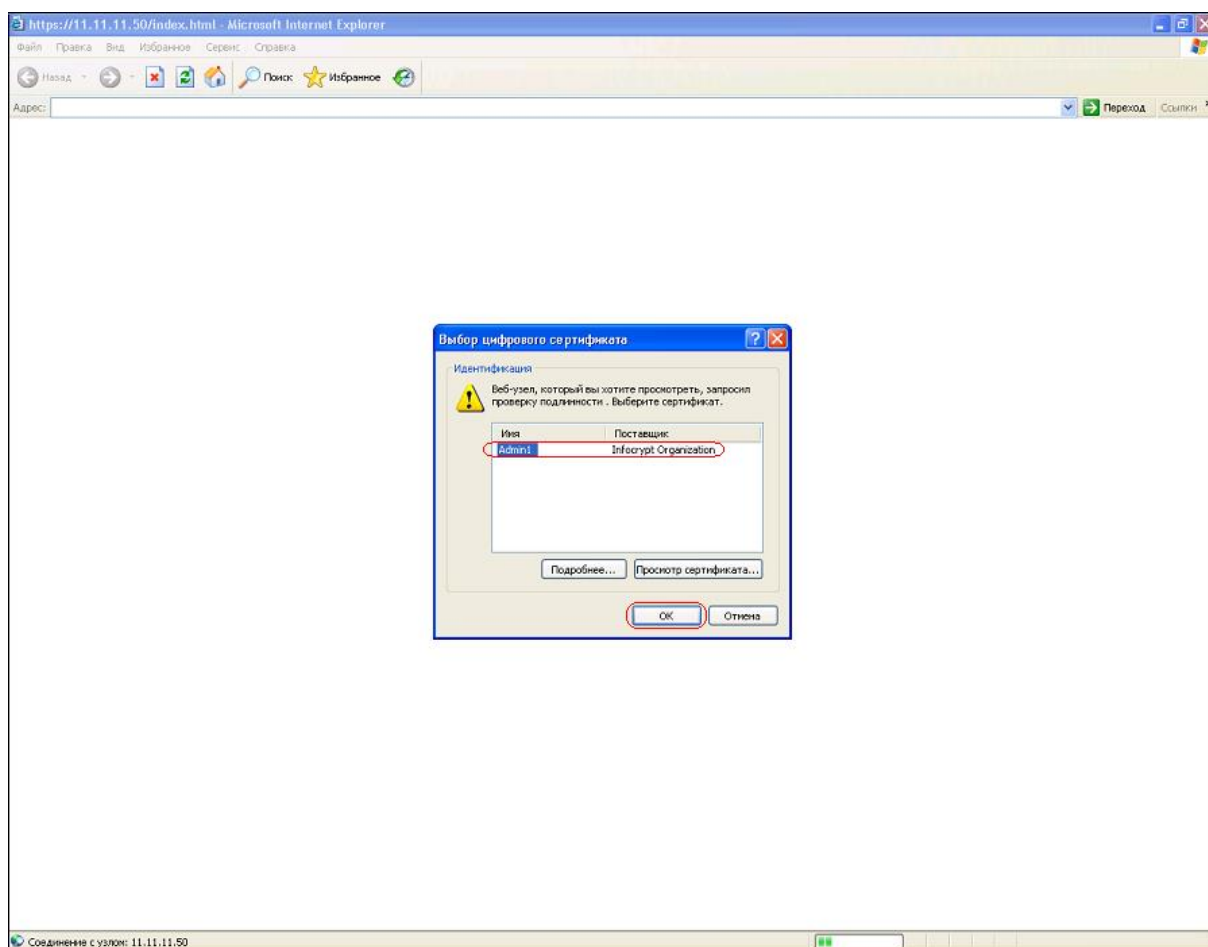 https://11.11.11.50/index.html - Microsoft Internet Explorer
Файл Правка Вид Избранное Сервис Справка
Назад Поиск Избранное
Адрес: Переход Ссылки
Выбор цифрового сертификата
Идентификация
Веб-узел, который вы хотите просмотреть, запросил
проверку подлинности . Выберите сертификат.
Имя Поставщик
Admin1 Infocrypt Organization
Подробнее... Просмотр сертификата...
OK Отмена
Соединение с узлом: 11.11.11.50